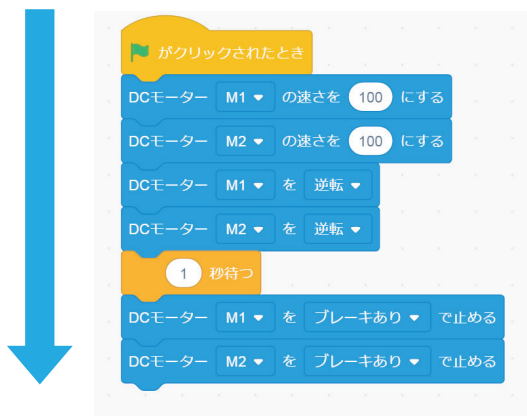 がクリックされたとき
DCモーター M1 の速さを 100 にする
DCモーター M2 の速さを 100 にする
DCモーター M1 を 逆転
DCモーター M2 を 逆転
1 秒待つ
DCモーター M1 を ブレーキあり で止める
DCモーター M2 を ブレーキあり で止める